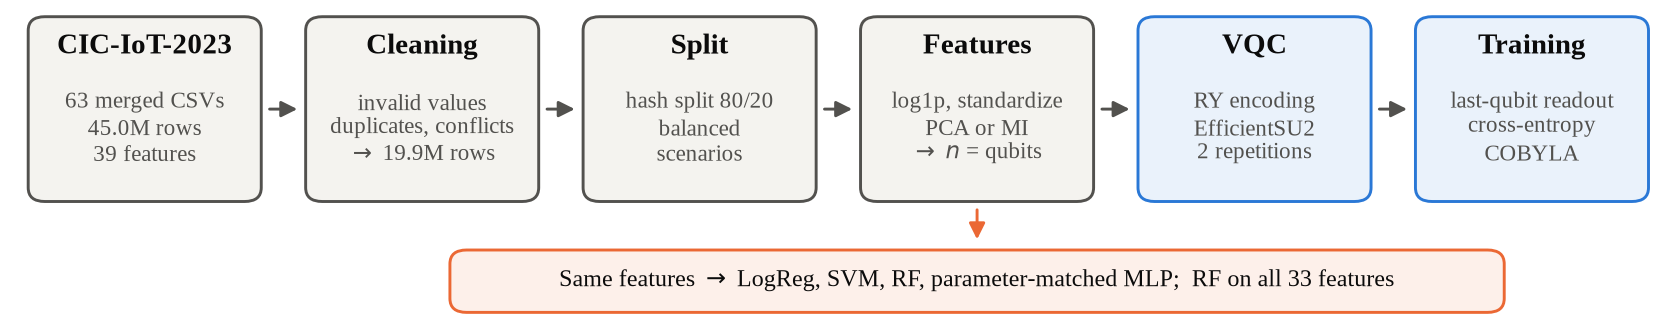 CIC-IoT-2023
63 merged CSVs
45.0M rows
39 features
Cleaning
invalid values
duplicates, conflicts
→ 19.9M rows
Split
hash split 80/20
balanced
scenarios
Features
log1p, standardize
PCA or MI
→ n = qubits
VQC
RY encoding
EfficientSU2
2 repetitions
Training
last-qubit readout
cross-entropy
COBYLA
Same features → LogReg, SVM, RF, parameter-matched MLP; RF on all 33 features